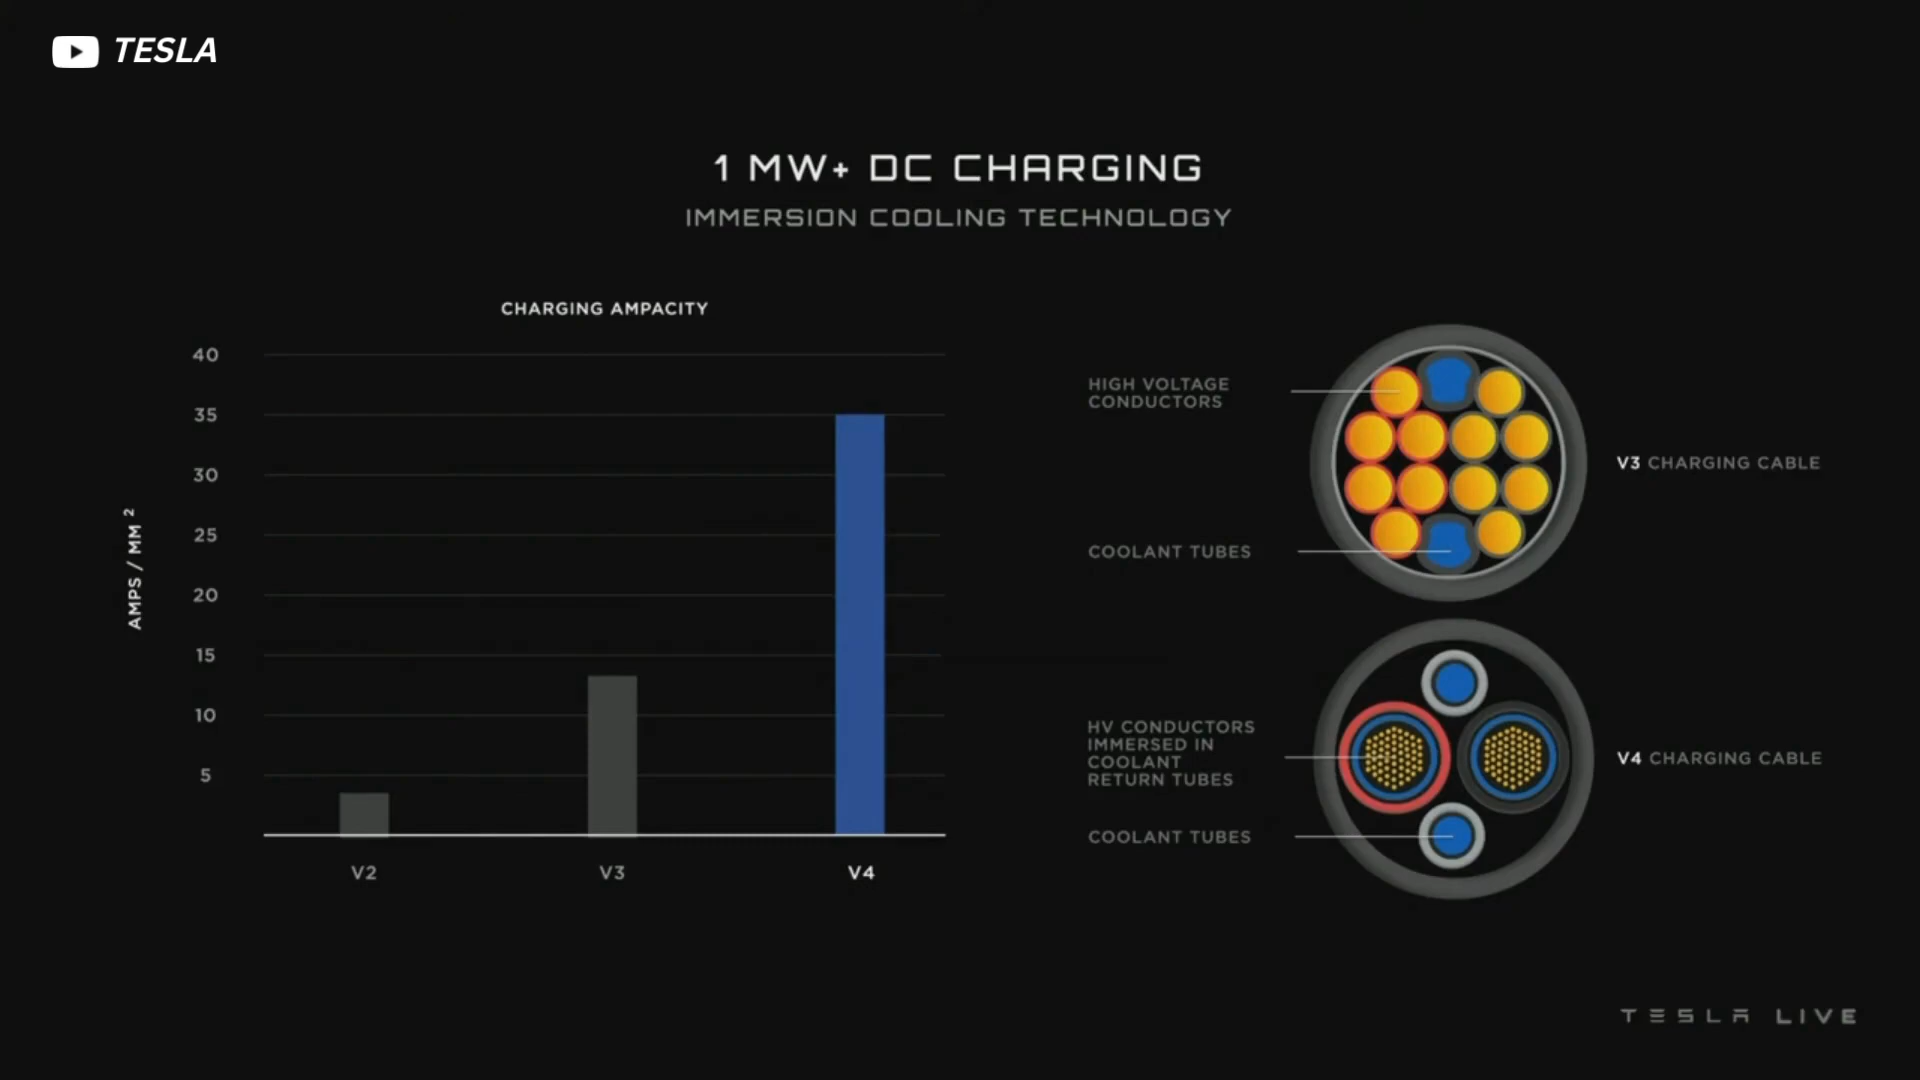 TESLA
1 MW+ DC CHARGING
IMMERSION COOLING TECHNOLOGY
CHARGING AMPACITY
40
35
30
25
20
15
10
5
AMPS / MM ²
V2
V3
V4
HIGH VOLTAGE
CONDUCTORS
COOLANT TUBES
V3 CHARGING CABLE
HV CONDUCTORS
IMMERSED IN
COOLANT
RETURN TUBES
COOLANT TUBES
V4 CHARGING CABLE
TESLA LIVE